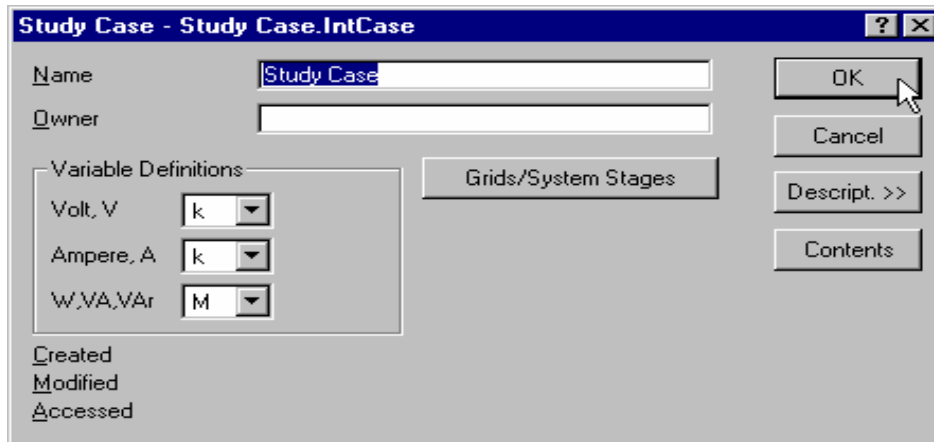 Study Case - Study Case.IntCase
Name Study Case OK
Owner
Cancel
Variable Definitions
Grids/System Stages
Descript. >>
Volt, V k
Ampere, A k
Contents
W,VA,VAr M
Created
Modified
Accessed